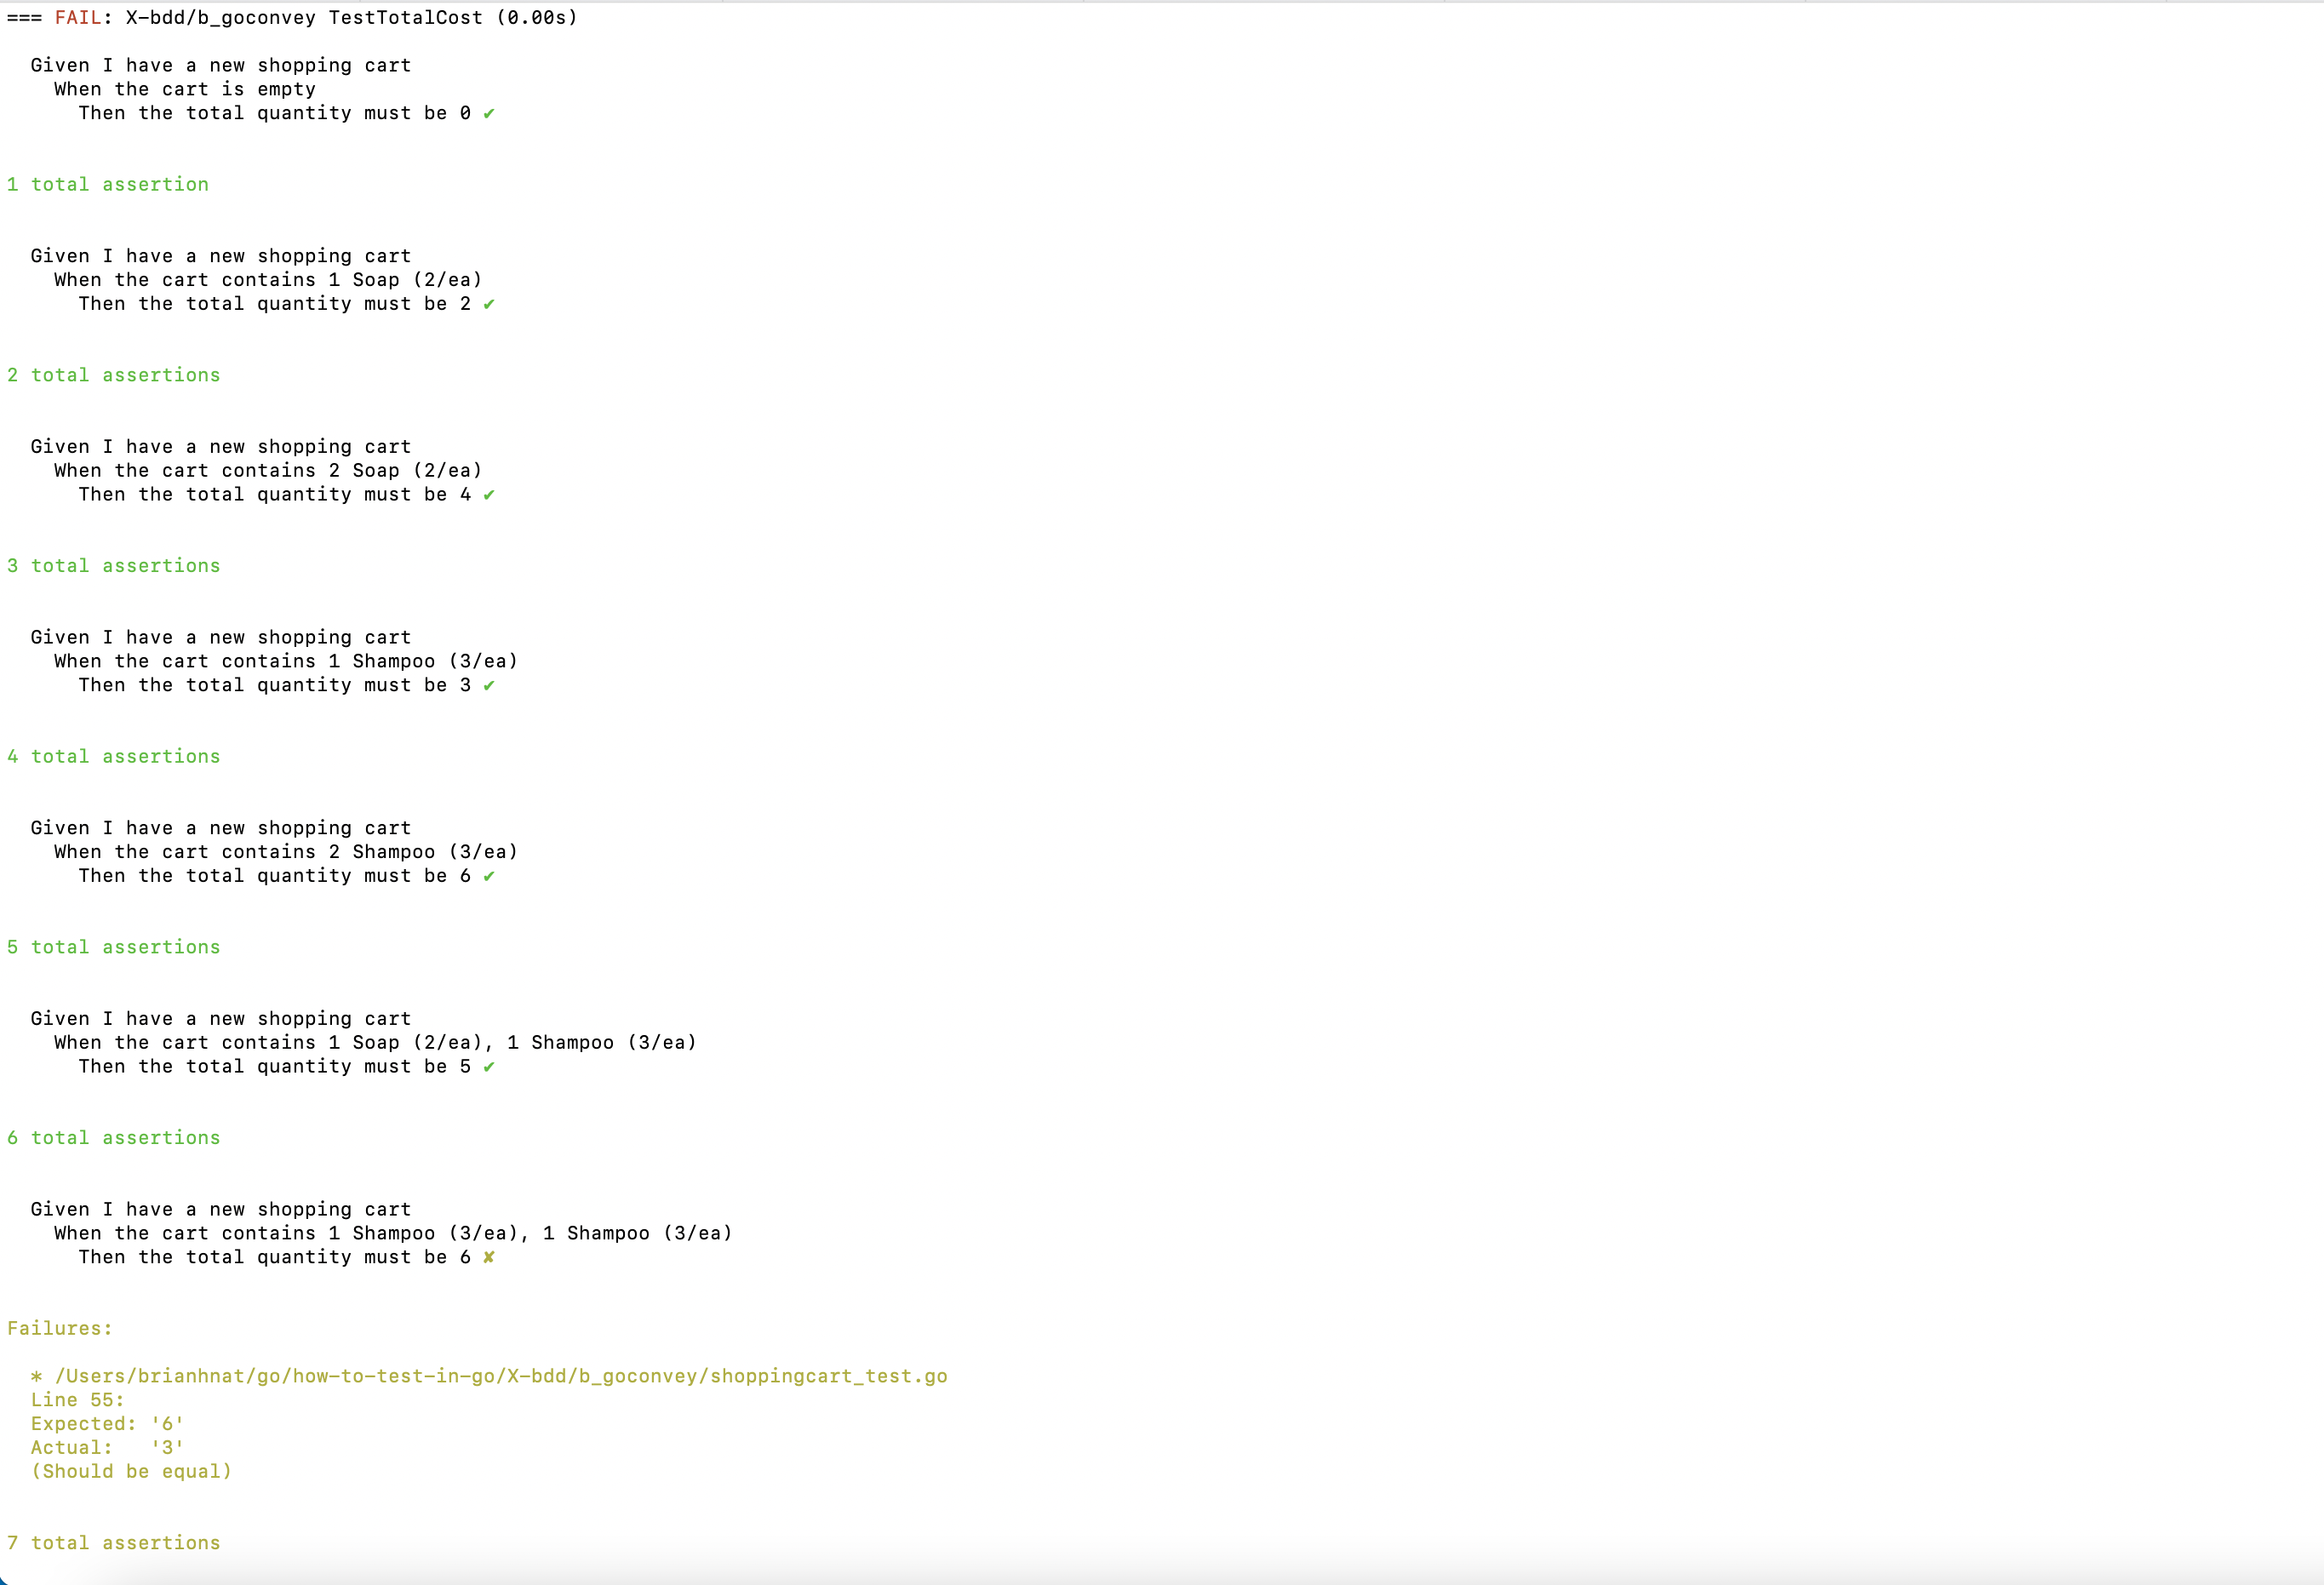 === FAIL: X-bdd/b_goconvey TestTotalCost (0.00s)
Given I have a new shopping cart
When the cart is empty
Then the total quantity must be 0 ✔
1 total assertion
Given I have a new shopping cart
When the cart contains 1 Soap (2/ea)
Then the total quantity must be 2 ✔
2 total assertions
Given I have a new shopping cart
When the cart contains 2 Soap (2/ea)
Then the total quantity must be 4 ✔
3 total assertions
Given I have a new shopping cart
When the cart contains 1 Shampoo (3/ea)
Then the total quantity must be 3 ✔
4 total assertions
Given I have a new shopping cart
When the cart contains 2 Shampoo (3/ea)
Then the total quantity must be 6 ✔
5 total assertions
Given I have a new shopping cart
When the cart contains 1 Soap (2/ea), 1 Shampoo (3/ea)
Then the total quantity must be 5 ✔
6 total assertions
Given I have a new shopping cart
When the cart contains 1 Shampoo (3/ea), 1 Shampoo (3/ea)
Then the total quantity must be 6 ✘
Failures:
* /Users/brianhnat/go/how-to-test-in-go/X-bdd/b_goconvey/shoppingcart_test.go
Line 55:
Expected: '6'
Actual:   '3'
(Should be equal)
7 total assertions